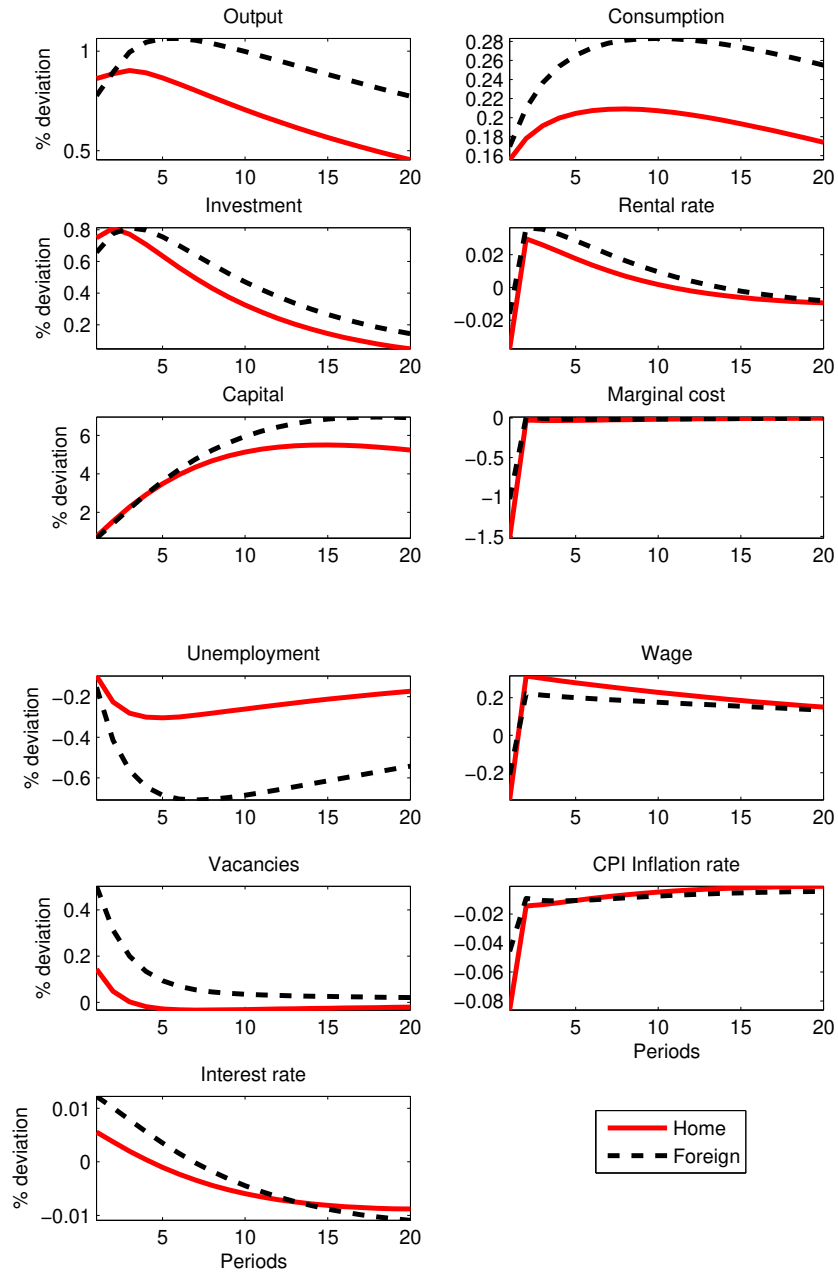 Output
Consumption
% deviation
1
0.5
5 10 15 20
0.28
0.26
0.24
0.22
0.2
0.18
0.16
5 10 15 20
Investment
Rental rate
% deviation
0.8
0.6
0.4
0.2
5 10 15 20
0.02
0
−0.02
5 10 15 20
Capital
Marginal cost
% deviation
6
4
2
5 10 15 20
0
−0.5
−1
−1.5
5 10 15 20
Unemployment
Wage
% deviation
−0.2
−0.4
−0.6
5 10 15 20
0.2
0
−0.2
5 10 15 20
Vacancies
CPI Inflation rate
% deviation
0.4
0.2
0
5 10 15 20
−0.02
−0.04
−0.06
−0.08
5 10 15 20
Periods
Interest rate
% deviation
0.01
0
−0.01
5 10 15 20
Periods
Home
Foreign